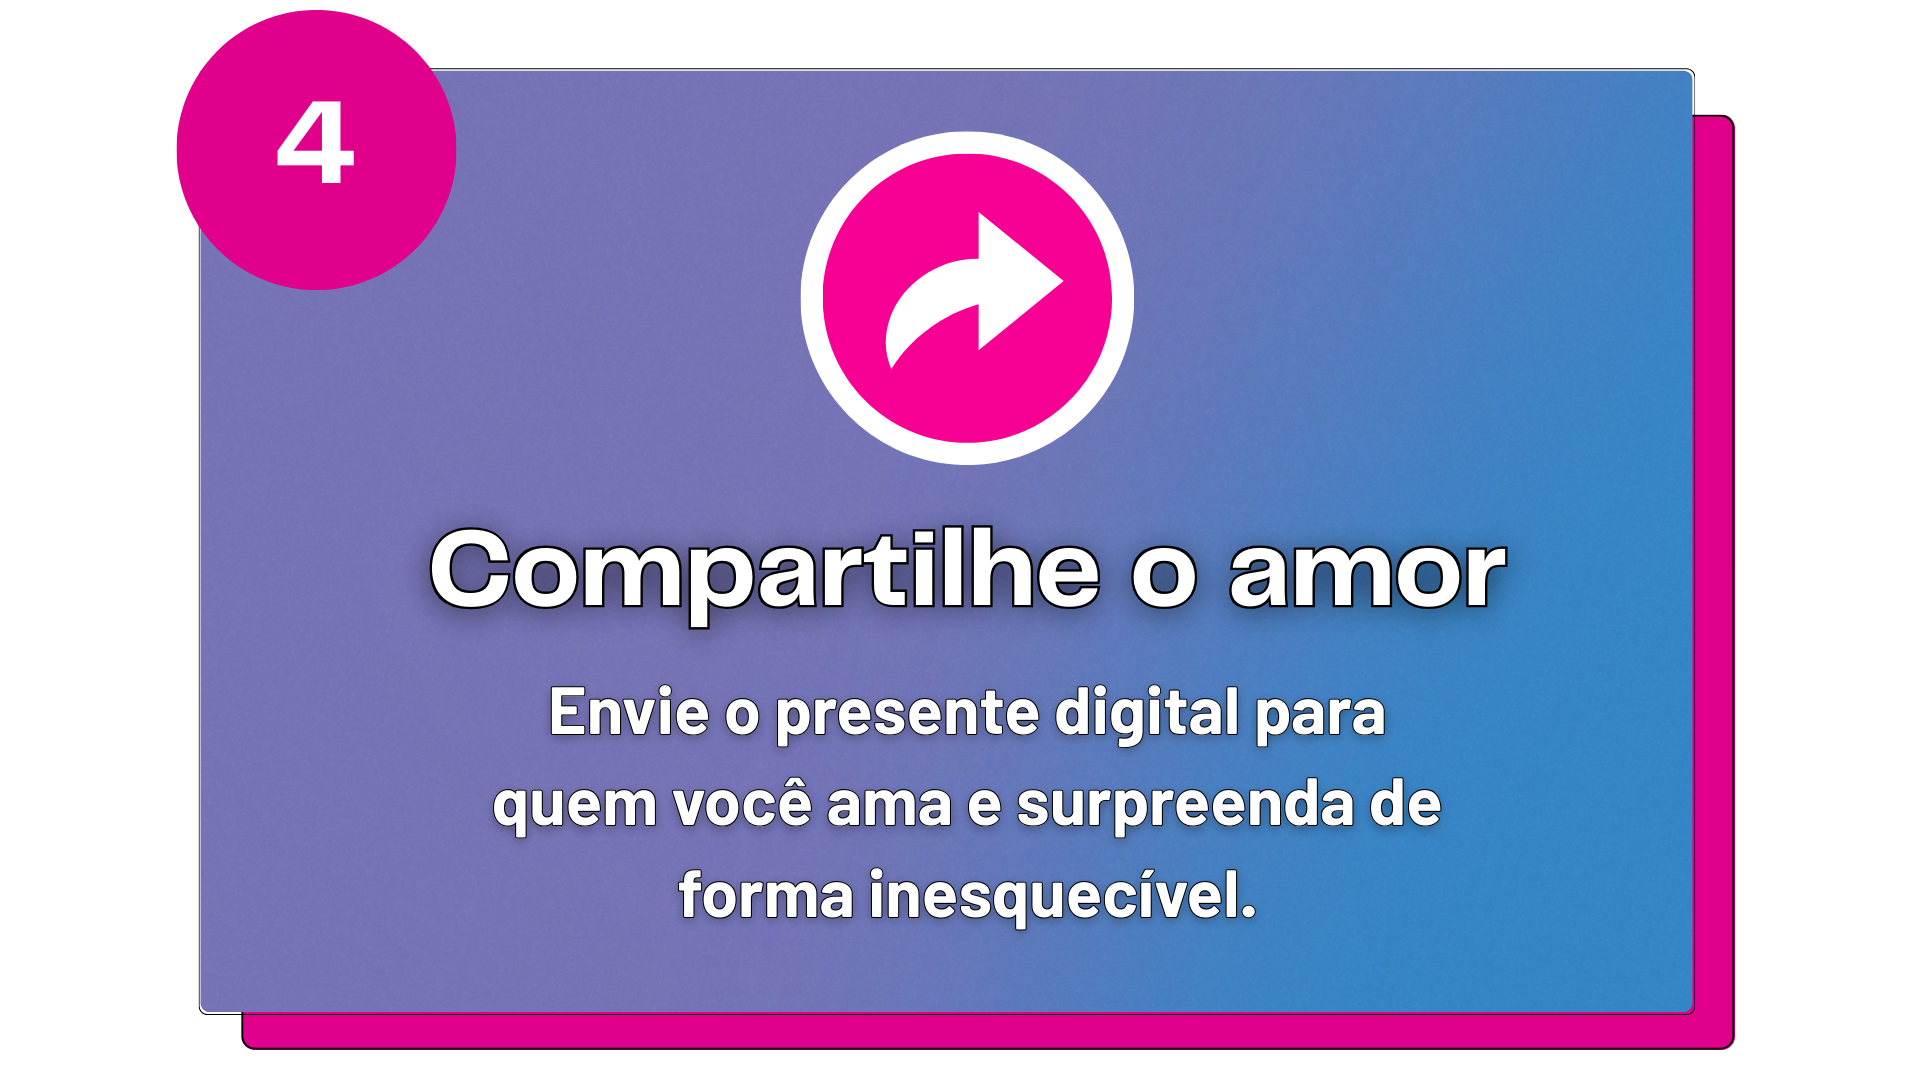 4
Compartilhe o amor
Envie o presente digital para
quem você ama e surpreenda de
forma inesquecível.